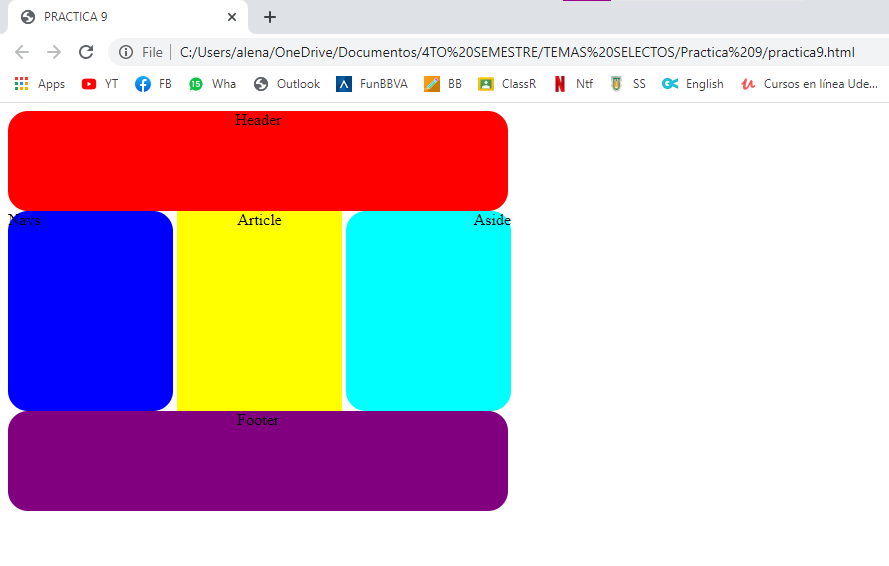 PRACTICA 9
File C:/Users/alena/OneDrive/Documentos/4TO%20SEMESTRE/TEMAS%20SELECTOS/Practica%209/practica9.html
Apps YT FB 15 Wha Outlook FunBBVA BB ClassR Ntf SS English Cursos en línea Ude...
Header
Navs Article Aside
Footer